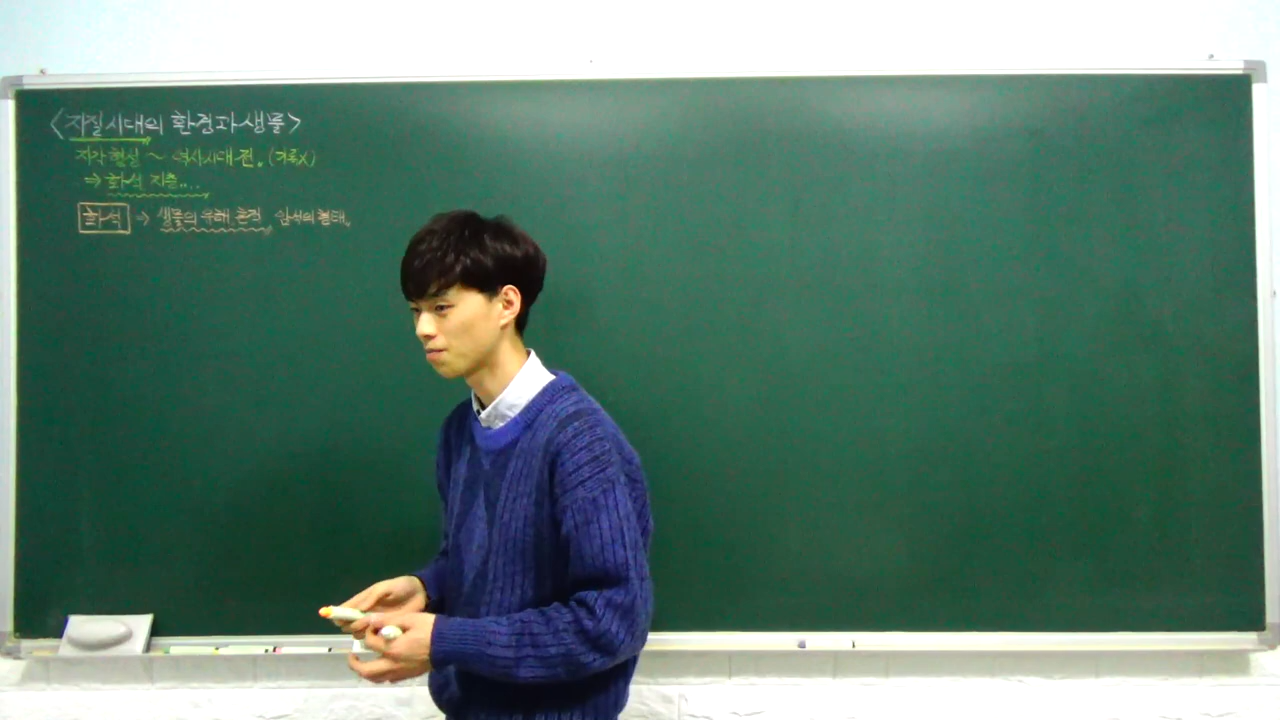 <지질시대의 환경과 생물>
지각 형성 ~ 역사시대 전. (기록X)
⇒ 화석 지층...
화석 ⇒ 생물의 유해, 흔적 암석의 형태.